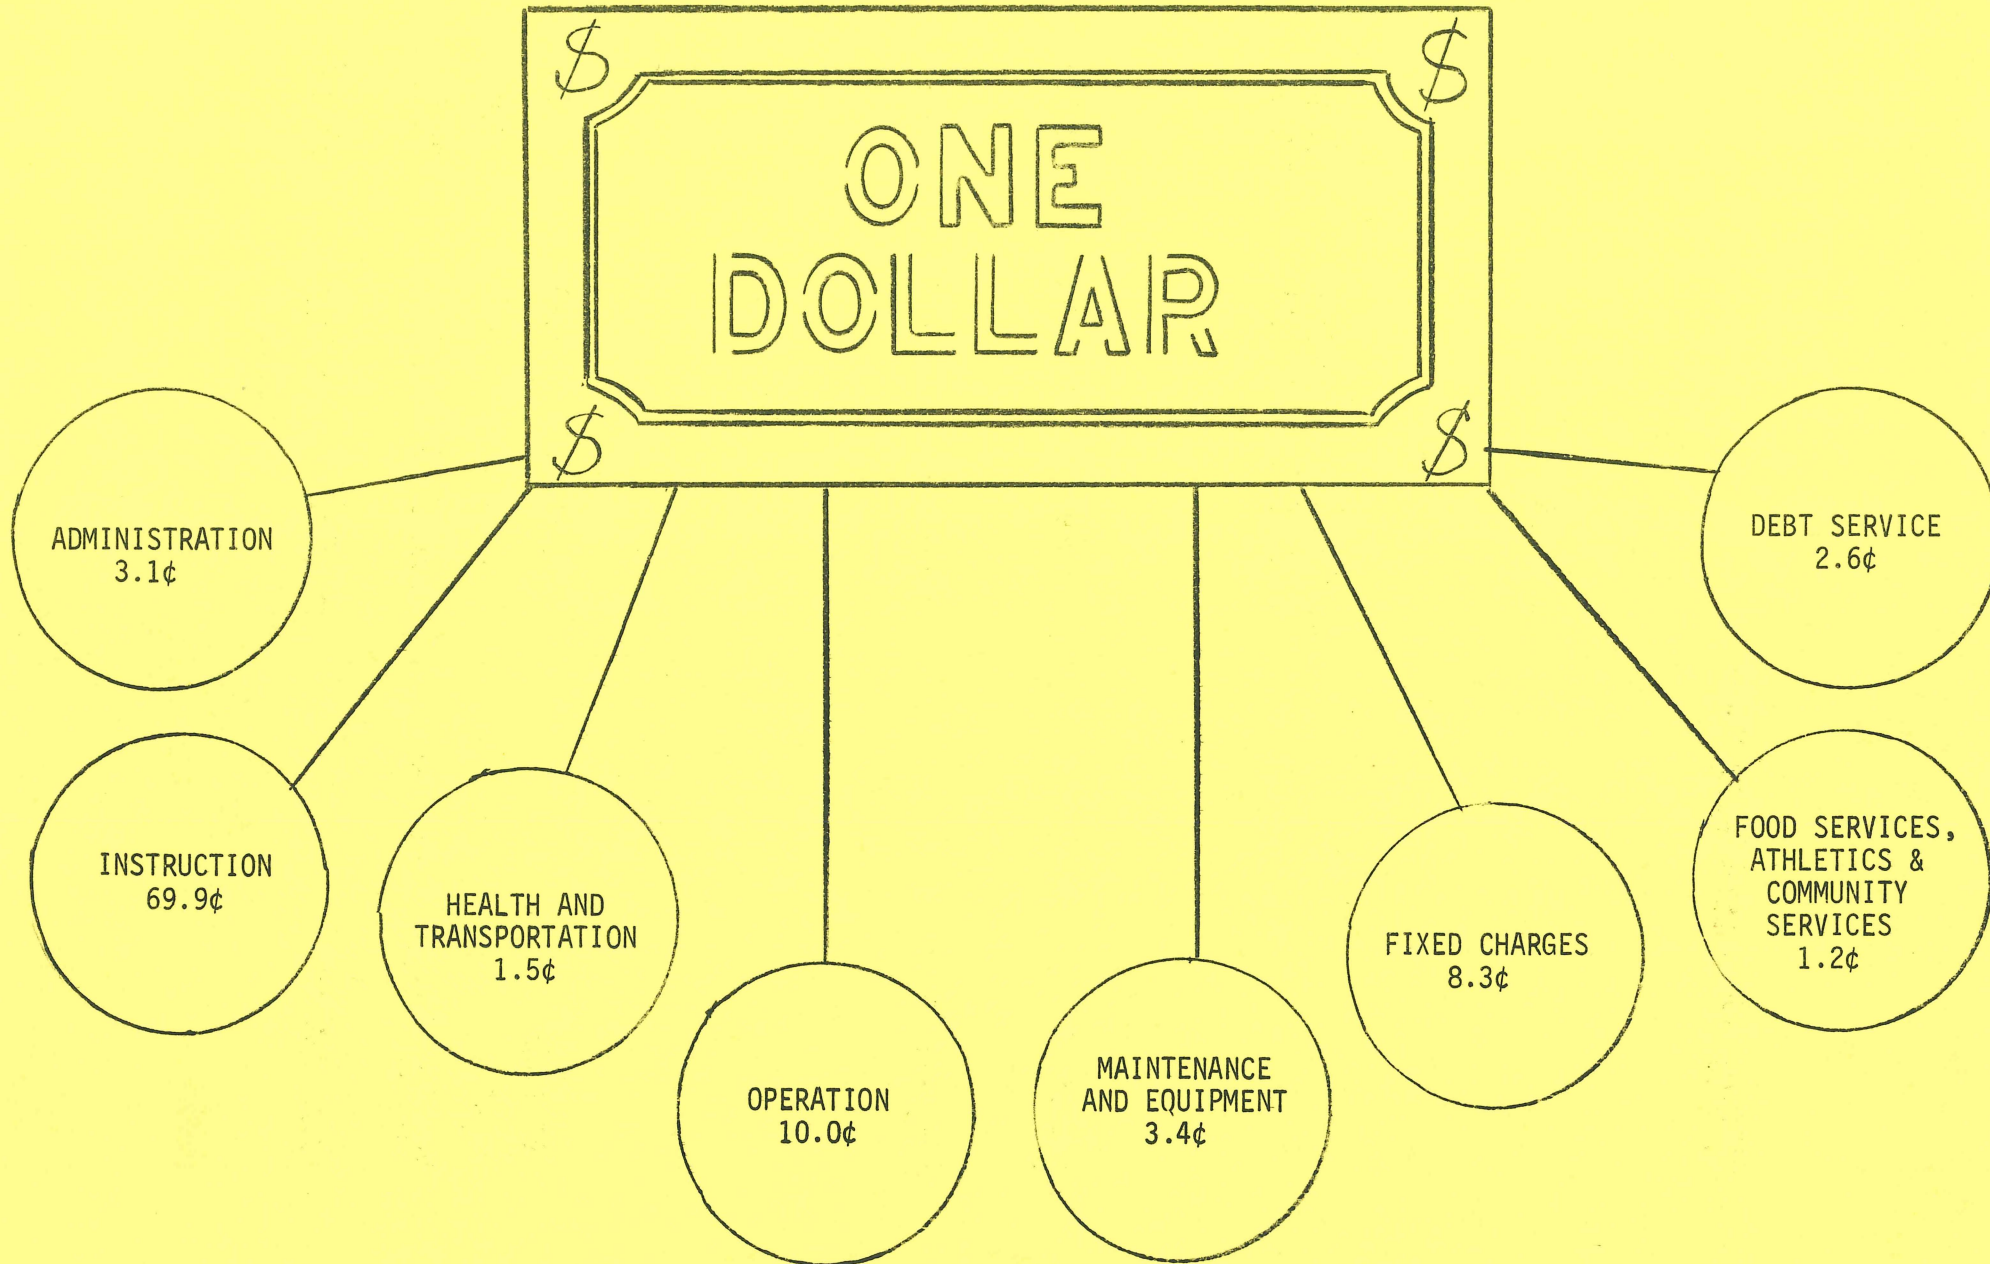 $ $
ONE
DOLLAR
$ $
ADMINISTRATION
3.1¢
INSTRUCTION
69.9¢
HEALTH AND
TRANSPORTATION
1.5¢
OPERATION
10.0¢
MAINTENANCE
AND EQUIPMENT
3.4¢
FIXED CHARGES
8.3¢
FOOD SERVICES,
ATHLETICS &
COMMUNITY
SERVICES
1.2¢
DEBT SERVICE
2.6¢